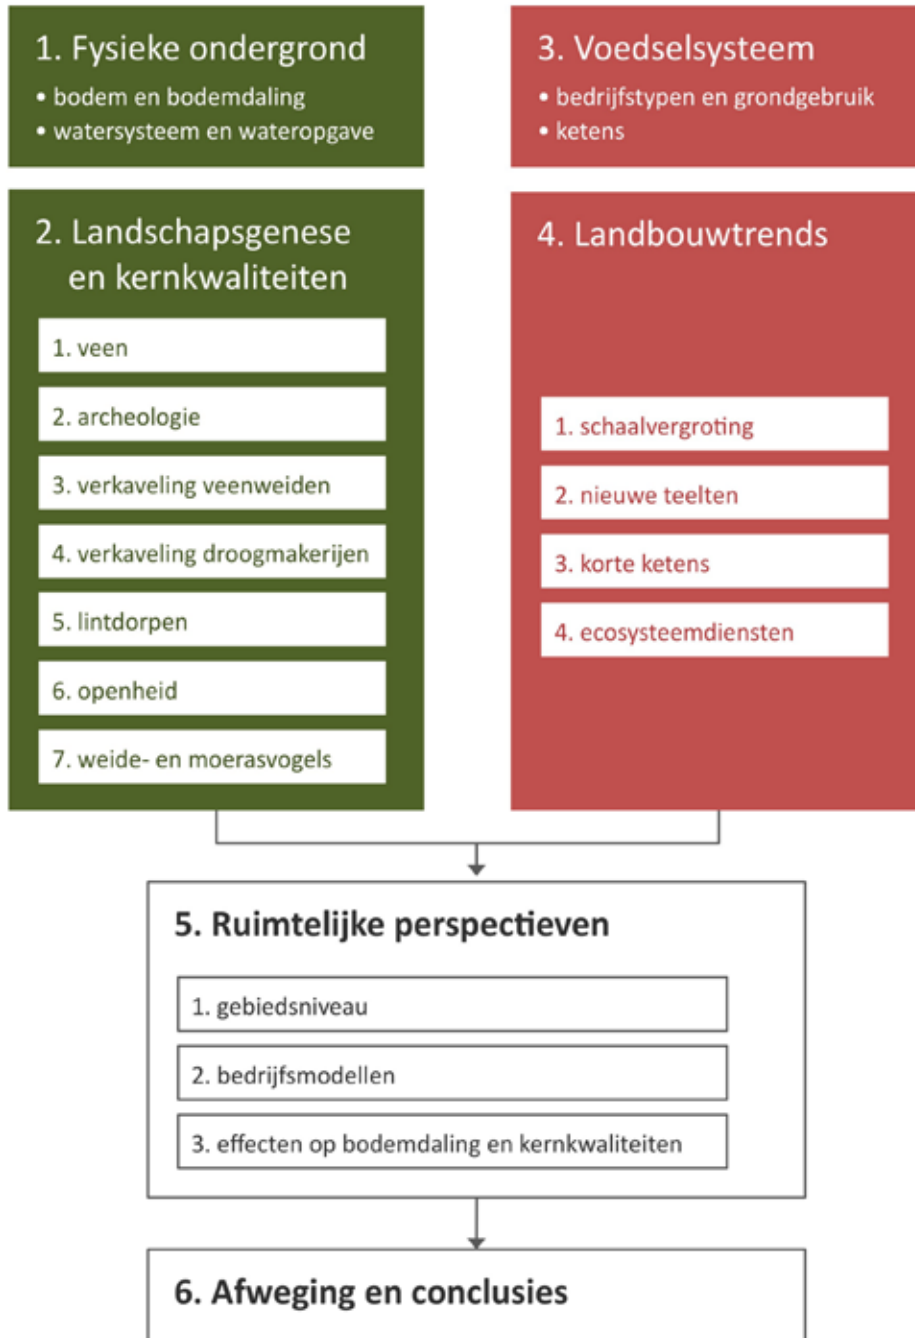 1. Fysieke ondergrond
• bodem en bodemdaling
• watersysteem en wateropgave
2. Landschapsgenese
en kernkwaliteiten
1. veen
2. archeologie
3. verkaveling veenweiden
4. verkaveling droogmakerijen
5. lintdorpen
6. openheid
7. weide- en moerasvogels
3. Voedselsysteem
• bedrijfstypen en grondgebruik
• ketens
4. Landbouwtrends
1. schaalvergroting
2. nieuwe teelten
3. korte ketens
4. ecosysteemdiensten
5. Ruimtelijke perspectieven
1. gebiedsniveau
2. bedrijfsmodellen
3. effecten op bodemdaling en kernkwaliteiten
6. Afweging en conclusies